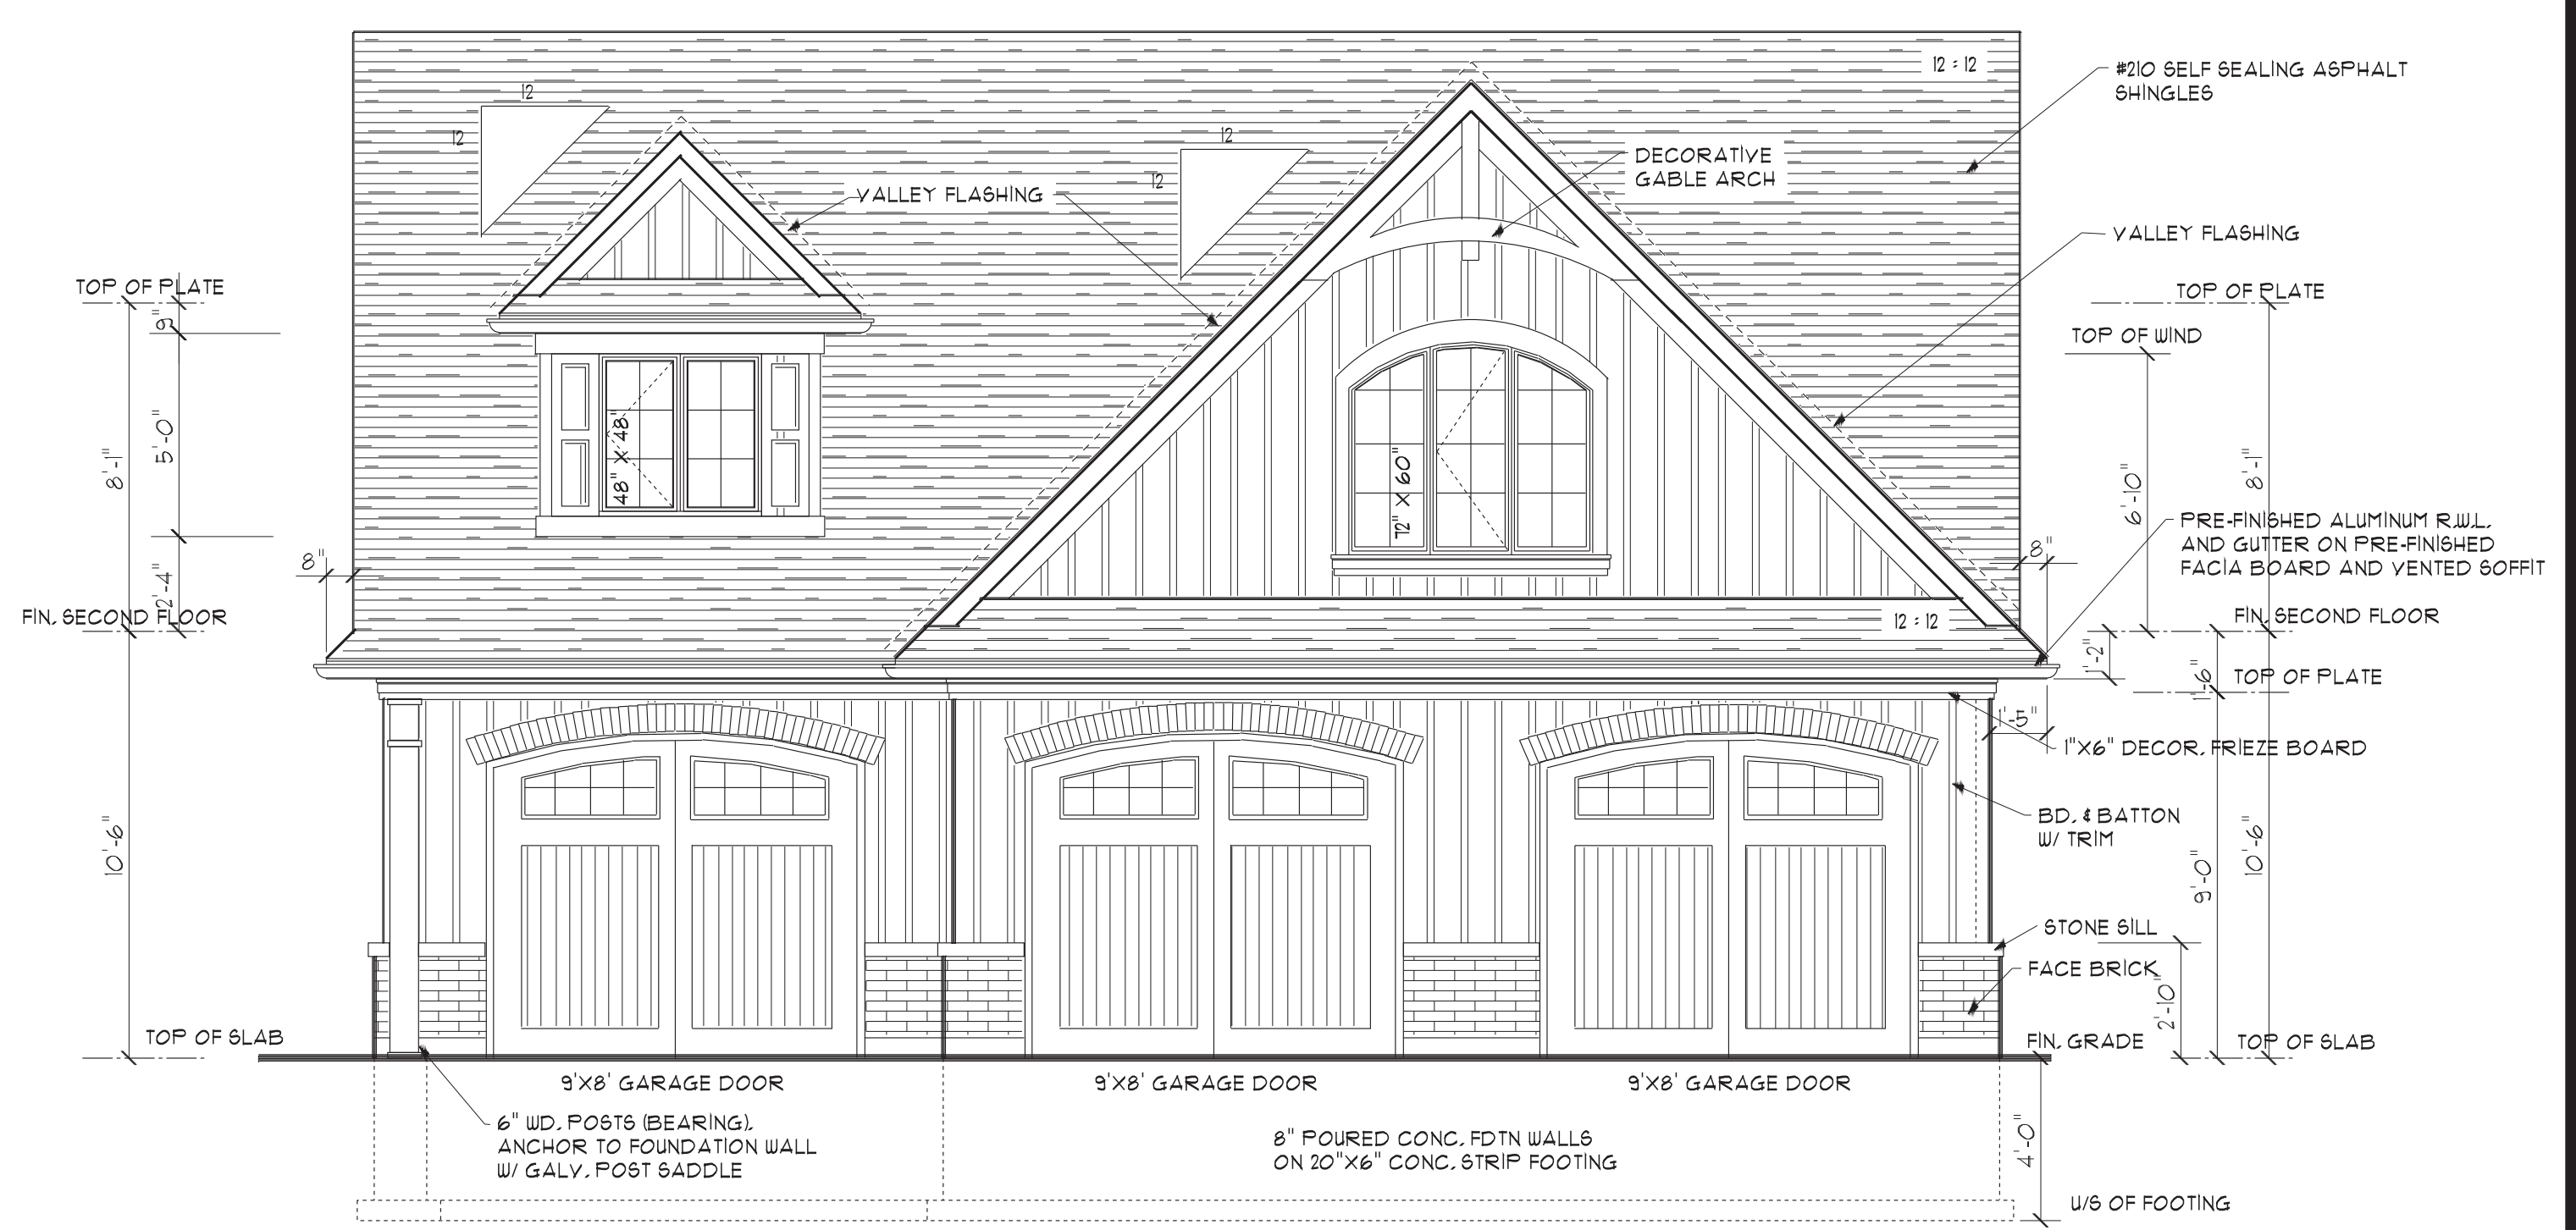 12 : 12
#210 SELF SEALING ASPHALT
SHINGLES
12
12
12
12
DECORATIVE
GABLE ARCH
VALLEY FLASHING
VALLEY FLASHING
TOP OF PLATE
TOP OF PLATE
9"
TOP OF WIND
48" X 48"
72" X 60"
5'-0"
8'-1"
6'-10"
8'-1"
PRE-FINISHED ALUMINUM R.W.L.
AND GUTTER ON PRE-FINISHED
FACIA BOARD AND VENTED SOFFIT
8"
8"
2'-4"
FIN. SECOND FLOOR
12 : 12
FIN. SECOND FLOOR
1'-2"
1'-6"
TOP OF PLATE
1'-5"
1"X6" DECOR. FRIEZE BOARD
10'-6"
BD. & BATTON
W/ TRIM
9'-0"
10'-6"
STONE SILL
FACE BRICK
2'-10"
TOP OF SLAB
FIN. GRADE
TOP OF SLAB
9'X8' GARAGE DOOR
9'X8' GARAGE DOOR
9'X8' GARAGE DOOR
6" WD. POSTS (BEARING).
ANCHOR TO FOUNDATION WALL
W/ GALV. POST SADDLE
8" POURED CONC. FDTN WALLS
ON 20"X6" CONC. STRIP FOOTING
4'-0"
U/S OF FOOTING